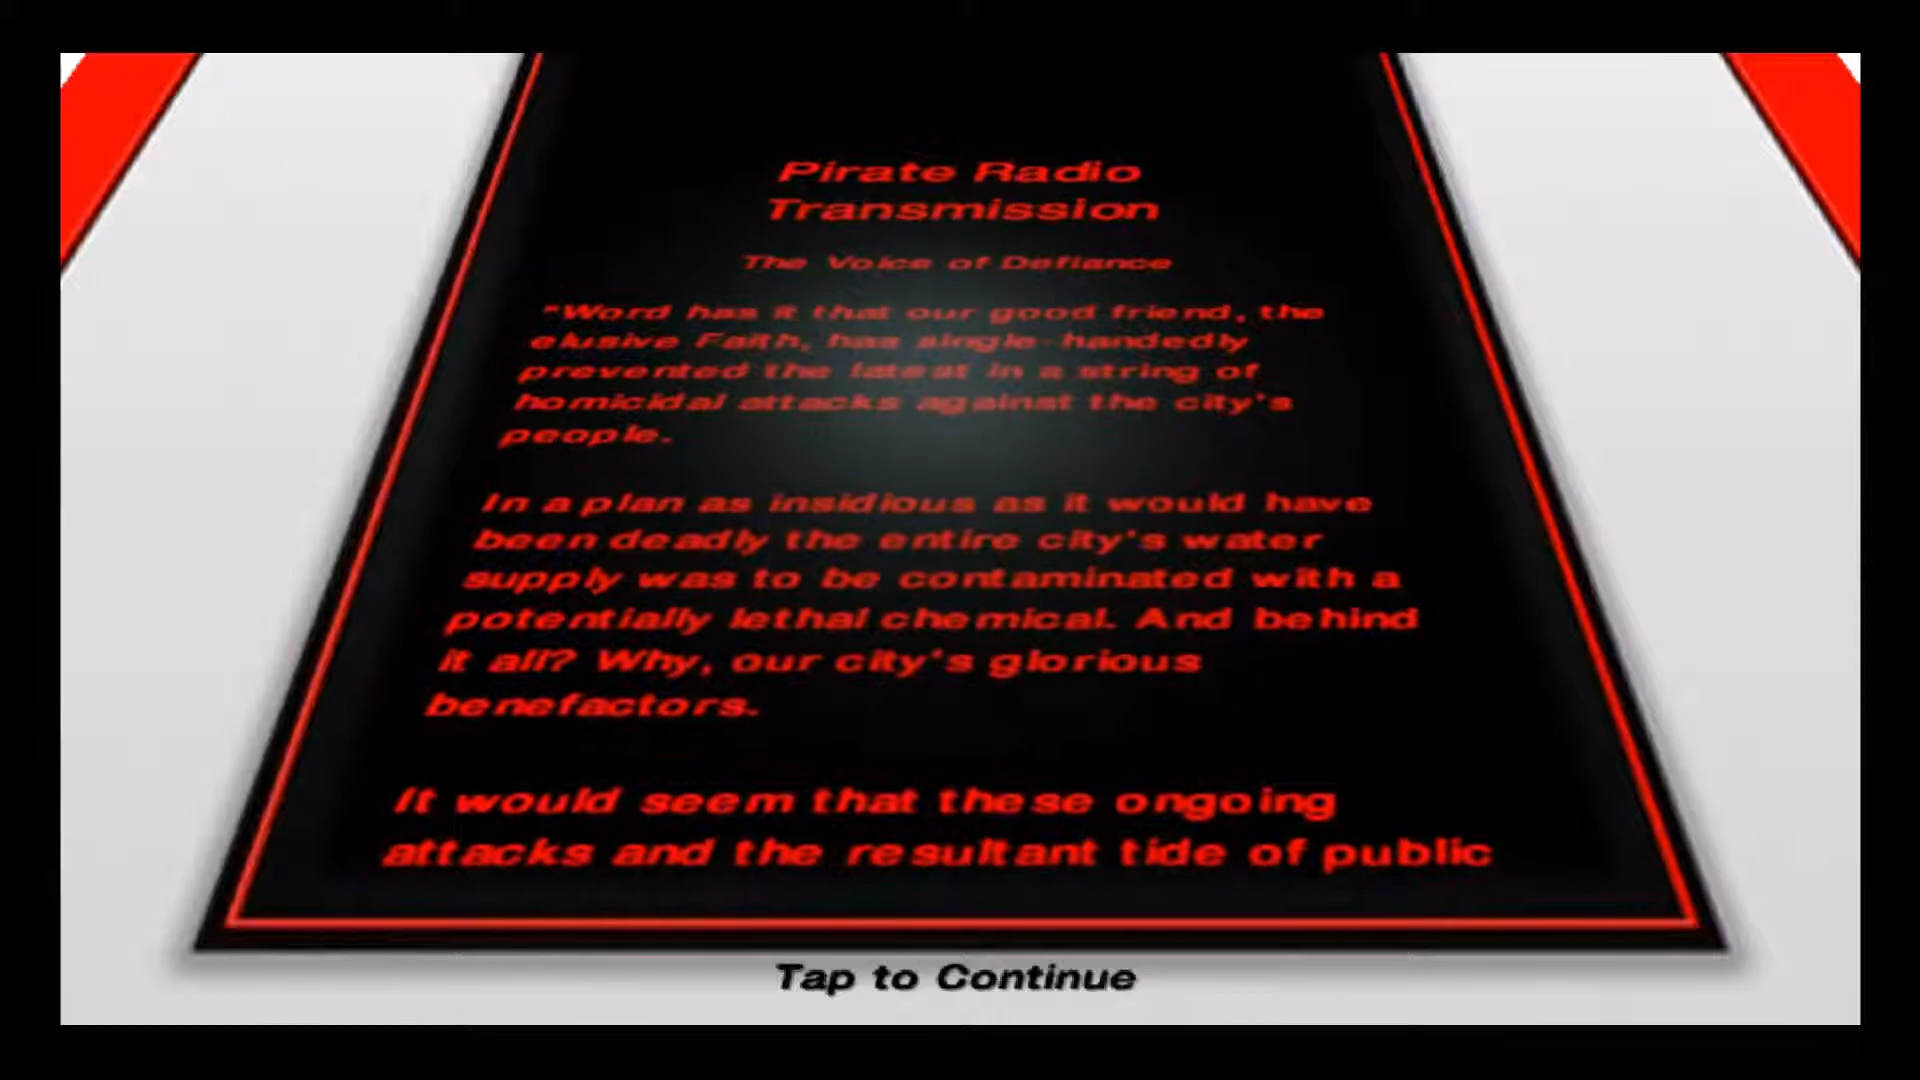 Pirate Radio
Transmission
The Voice of Defiance
"Word has it that our good friend, the
elusive Faith, has single-handedly
prevented the latest in a string of
homicidal attacks against the city's
people.
In a plan as insidious as it would have
been deadly the entire city's water
supply was to be contaminated with a
potentially lethal chemical. And behind
it all? Why, our city's glorious
benefactors.
It would seem that these ongoing
attacks and the resultant tide of public
Tap to Continue